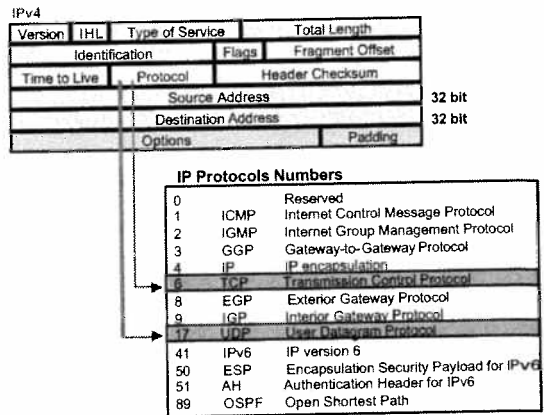 IPv4
Version IHL Type of Service Total Length
Identification Flags Fragment Offset
Time to Live Protocol Header Checksum
Source Address 32 bit
Destination Address 32 bit
Options Padding
IP Protocols Numbers
0 Reserved
1 ICMP Internet Control Message Protocol
2 IGMP Internet Group Management Protocol
3 GGP Gateway-to-Gateway Protocol
4 IP IP encapsulation
6 TCP Transmission Control Protocol
8 EGP Exterior Gateway Protocol
9 IGP Interior Gateway Protocol
17 UDP User Datagram Protocol
41 IPv6 IP version 6
50 ESP Encapsulation Security Payload for IPv6
51 AH Authentication Header for IPv6
89 OSPF Open Shortest Path